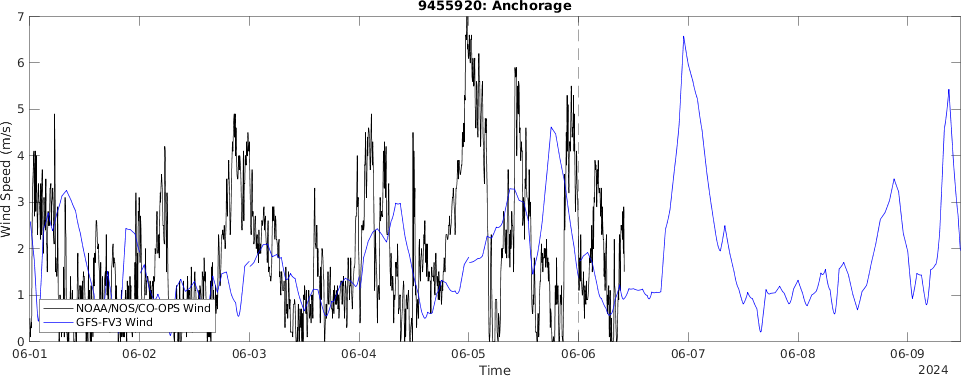 9455920: Anchorage
7
6
5
4
3
2
1
0
Wind Speed (m/s)
NOAA/NOS/CO-OPS Wind
GFS-FV3 Wind
06-01 06-02 06-03 06-04 06-05 06-06 06-07 06-08 06-09
Time
2024